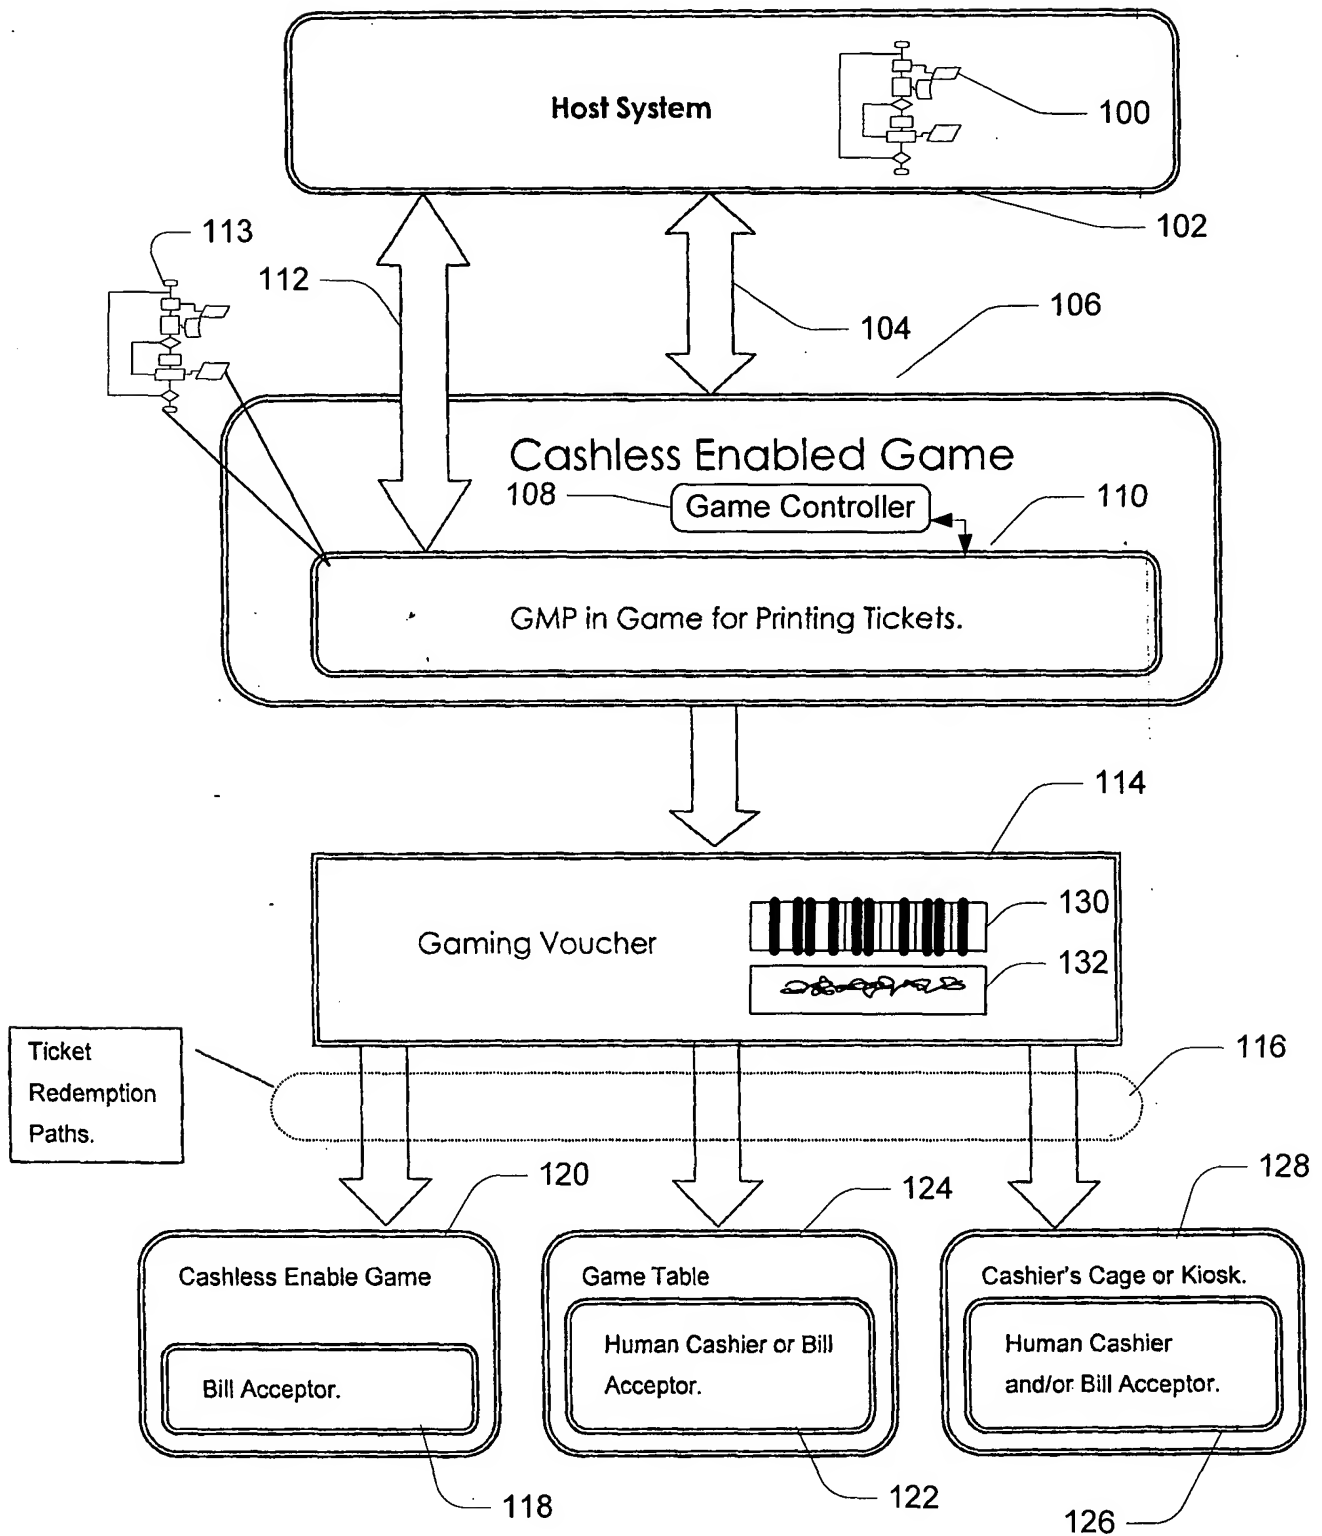 Host System
100
102
113
112
104
106
Cashless Enabled Game
108
Game Controller
110
GMP in Game for Printing Tickets.
114
130
Gaming Voucher
132
116
Ticket
Redemption
Paths.
120
124
128
Cashless Enable Game
Game Table
Cashier's Cage or Kiosk.
Human Cashier or Bill
Acceptor.
Human Cashier
and/or Bill Acceptor.
Bill Acceptor.
118
122
126